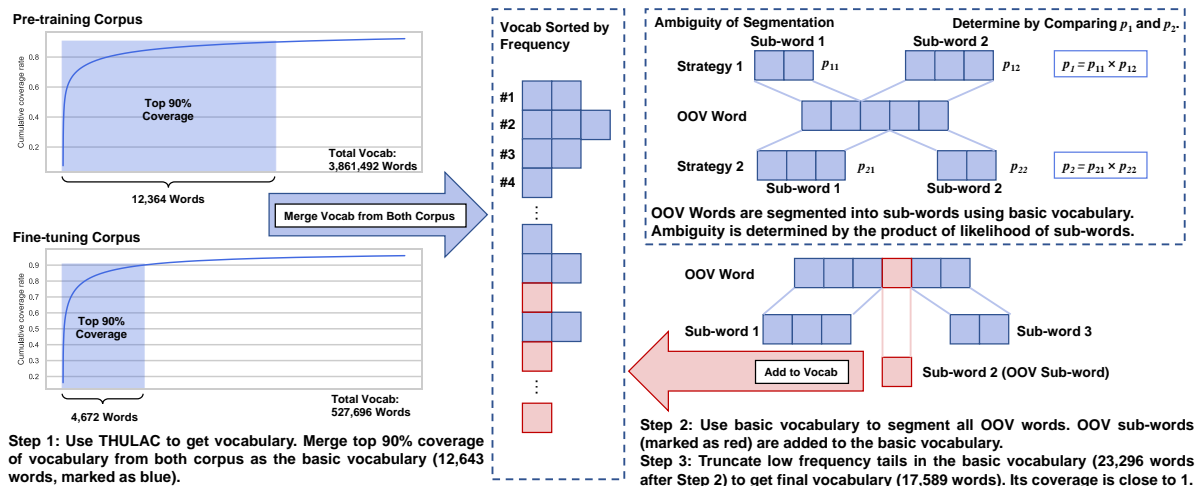 Pre-training Corpus
Cumulative coverage rate
0.8
0.6
0.4
0.2
Top 90%
Coverage
Total Vocab:
3,861,492 Words
12,364 Words
Merge Vocab from Both Corpus
Fine-tuning Corpus
Cumulative coverage rate
0.9
0.8
0.7
0.6
0.5
0.4
0.3
0.2
Top 90%
Coverage
Total Vocab:
527,696 Words
4,672 Words
Step 1: Use THULAC to get vocabulary. Merge top 90% coverage
of vocabulary from both corpus as the basic vocabulary (12,643
words, marked as blue).
Vocab Sorted by
Frequency
#1
#2
#3
#4
⋮
⋮
Ambiguity of Segmentation
Determine by Comparing p₁ and p₂.
Sub-word 1
Sub-word 2
Strategy 1
p₁₁
p₁₂
p₁ = p₁₁ × p₁₂
OOV Word
Strategy 2
p₂₁
p₂₂
p₂ = p₂₁ × p₂₂
Sub-word 1
Sub-word 2
OOV Words are segmented into sub-words using basic vocabulary.
Ambiguity is determined by the product of likelihood of sub-words.
OOV Word
Sub-word 1
Sub-word 3
Add to Vocab
Sub-word 2 (OOV Sub-word)
Step 2: Use basic vocabulary to segment all OOV words. OOV sub-words
(marked as red) are added to the basic vocabulary.
Step 3: Truncate low frequency tails in the basic vocabulary (23,296 words
after Step 2) to get final vocabulary (17,589 words). Its coverage is close to 1.